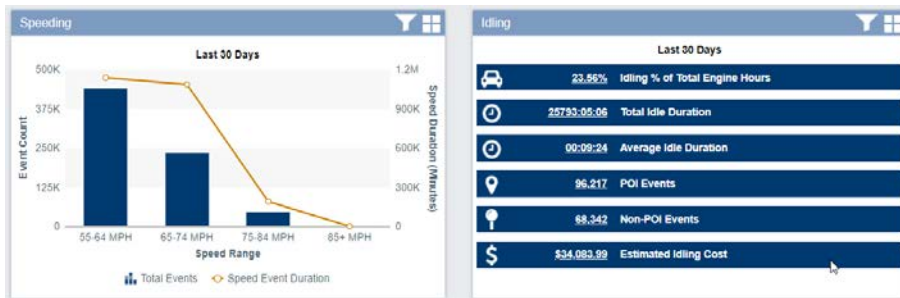 Speeding
Last 30 Days
500K
375K
250K
125K
0
Event Count
1.2M
900K
600K
300K
0
Speed Duration (Minutes)
55-64 MPH 65-74 MPH 75-84 MPH 85+ MPH
Speed Range
Total Events Speed Event Duration
Idling
Last 30 Days
23.56% Idling % of Total Engine Hours
25793:05:06 Total Idle Duration
00:09:24 Average Idle Duration
96,217 POI Events
68,342 Non-POI Events
$34,083.99 Estimated Idling Cost